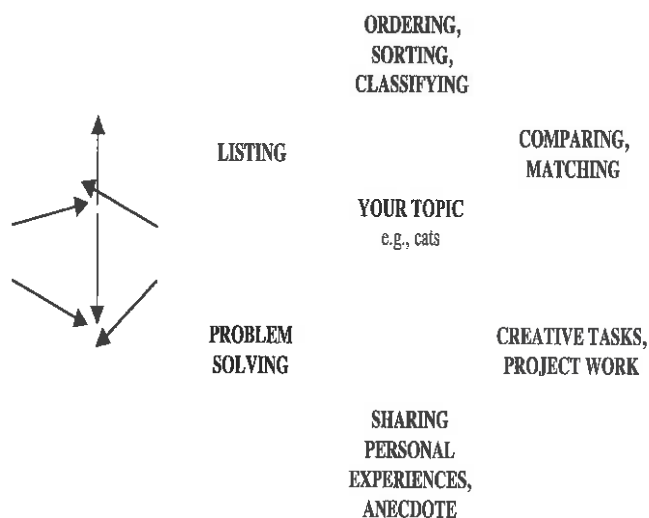 ORDERING,
SORTING,
CLASSIFYING
LISTING
COMPARING,
MATCHING
YOUR TOPIC
e.g., cats
PROBLEM
SOLVING
CREATIVE TASKS,
PROJECT WORK
SHARING
PERSONAL
EXPERIENCES,
ANECDOTE